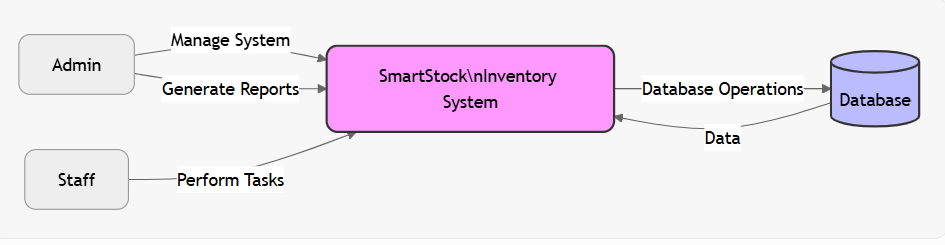 Manage System
Admin
Generate Reports
SmartStock\nInventory
System
Database Operations
Database
Data
Staff
Perform Tasks